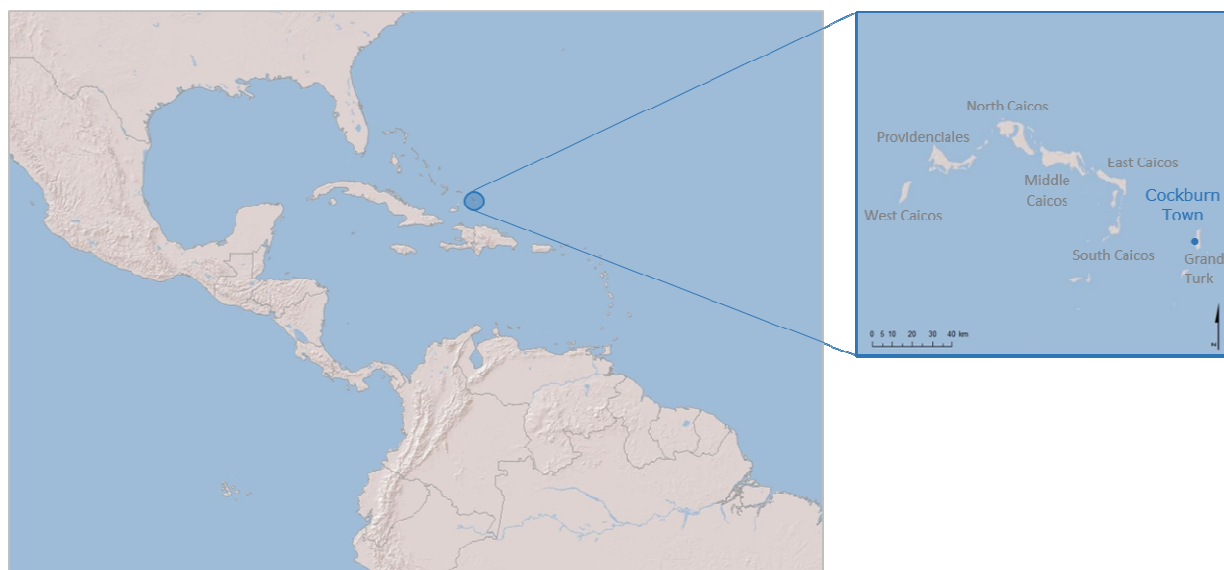 North Caicos
Providenciales
East Caicos
Middle
Caicos
Cockburn
Town
West Caicos
South Caicos
Grand
Turk
0 5 10 20 30 40 km
N